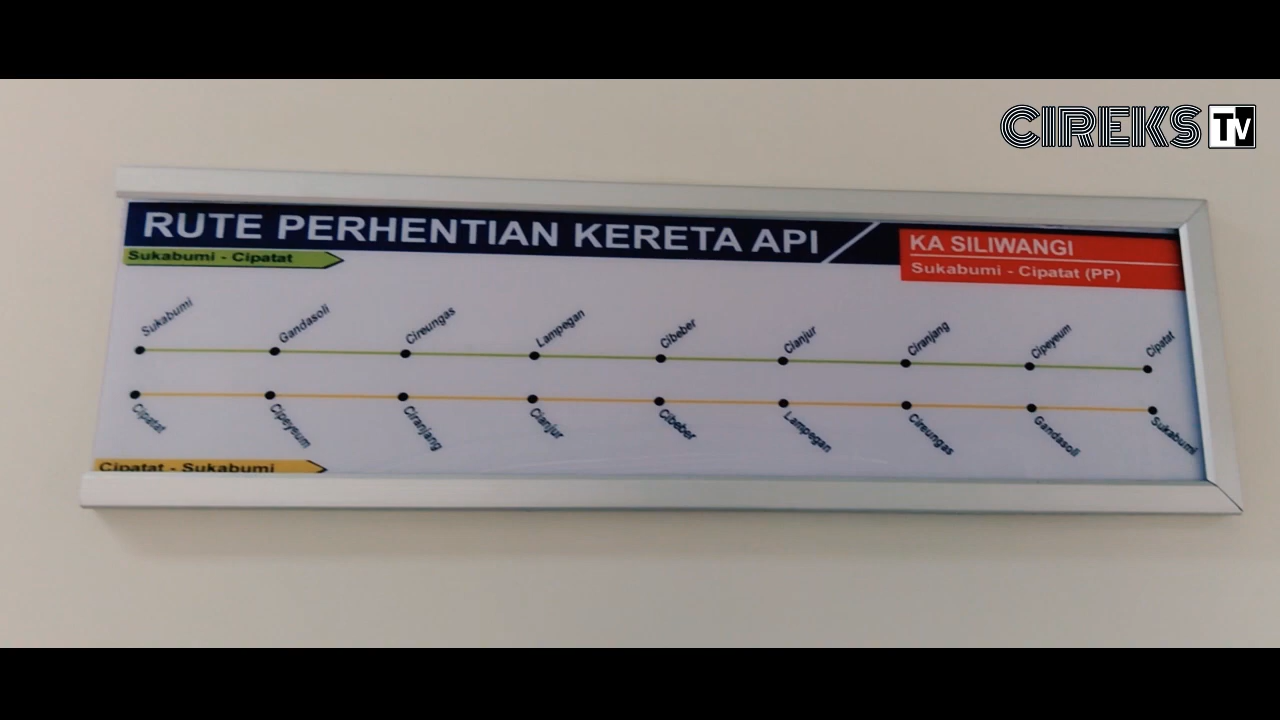 CIREKS TV
RUTE PERHENTIAN KERETA API
KA SILIWANGI
Sukabumi - Cipatat (PP)
Sukabumi - Cipatat
Sukabumi
Gandasoli
Cireungas
Lampegan
Cibeber
Cianjur
Ciranjang
Cipeyeum
Cipatat
Cipatat
Cipeyeum
Ciranjang
Cianjur
Cibeber
Lampegan
Cireungas
Gandasoli
Sukabumi
Cipatat - Sukabumi